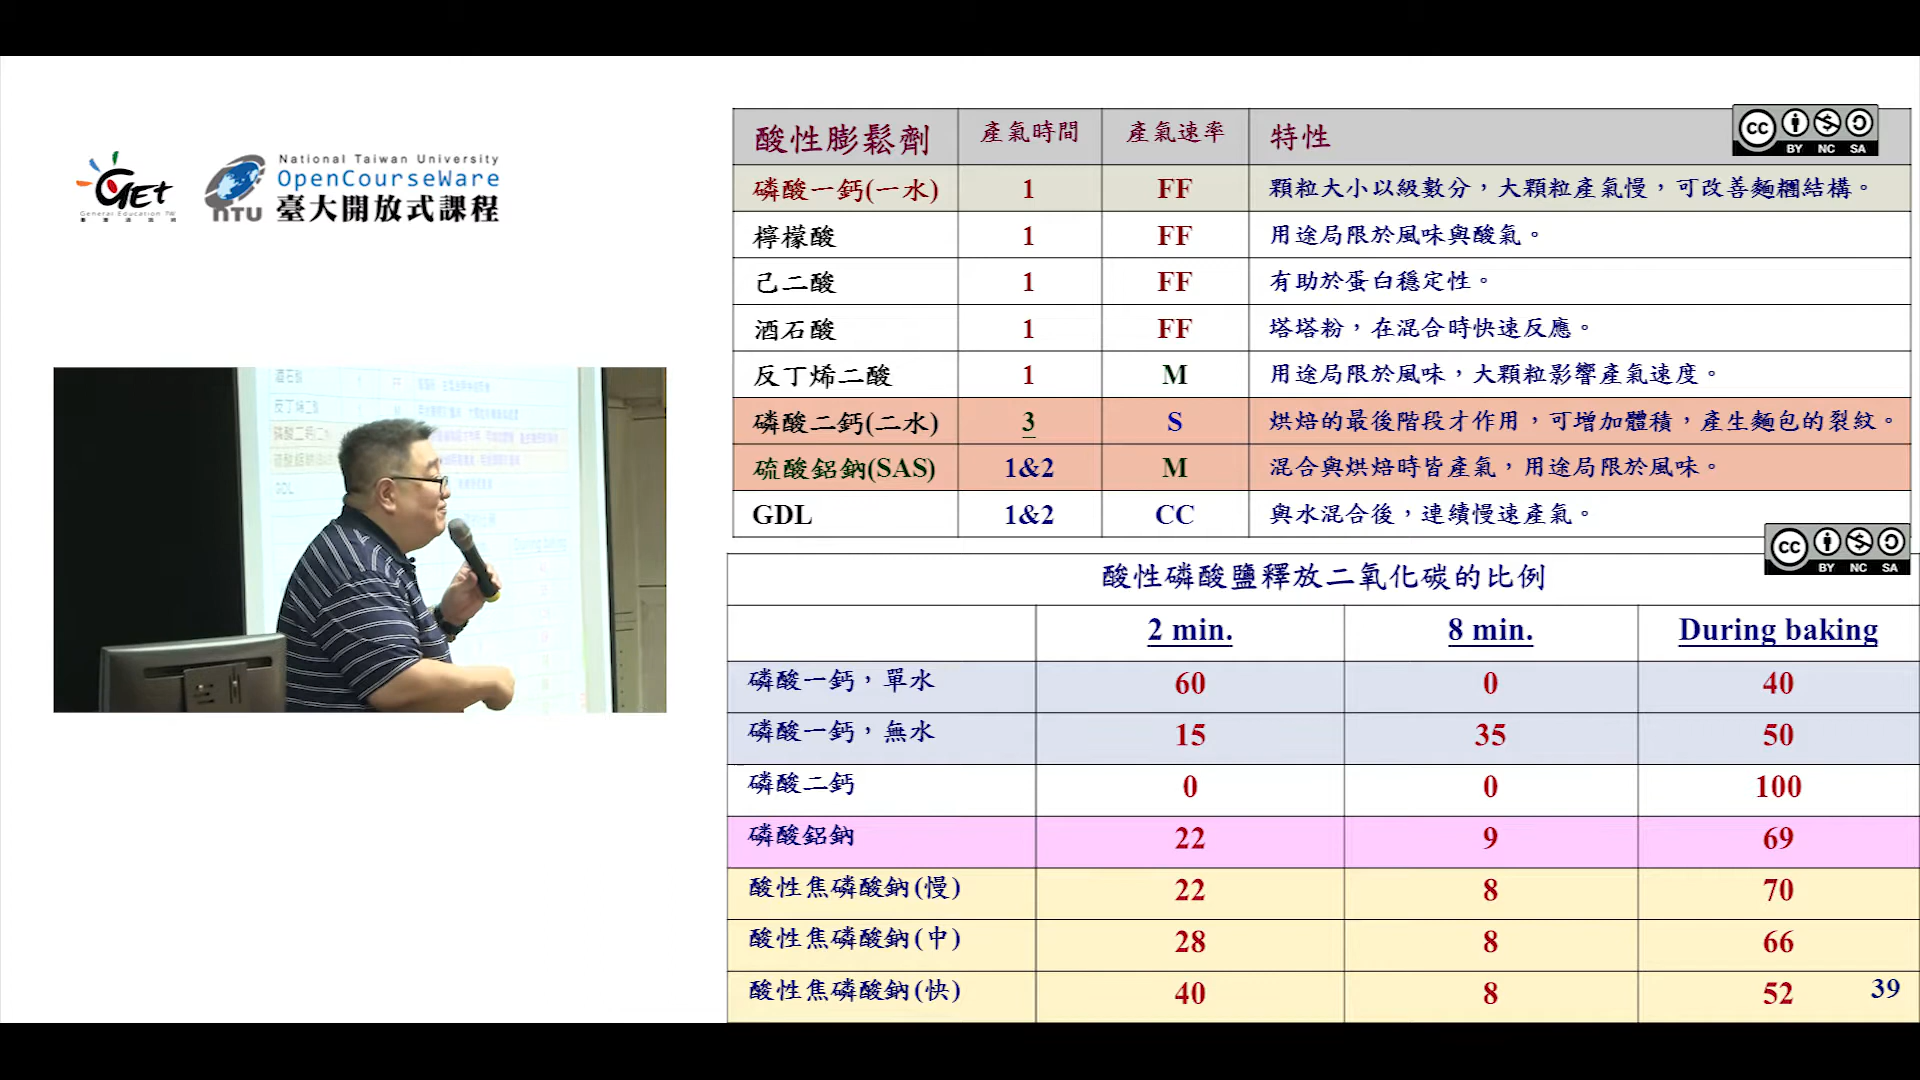 GET
General Education TW
NTU
National Taiwan University
OpenCourseWare
臺大開放式課程
酸性膨鬆劑 產氣時間 產氣速率 特性
磷酸一鈣(一水) 1 FF 顆粒大小以級數分，大顆粒產氣慢，可改善麵糰結構。
檸檬酸 1 FF 用途局限於風味與酸氣。
己二酸 1 FF 有助於蛋白穩定性。
酒石酸 1 FF 塔塔粉，在混合時快速反應。
反丁烯二酸 1 M 用途局限於風味，大顆粒影響產氣速度。
磷酸二鈣(二水) 3 S 烘焙的最後階段才作用，可增加體積，產生麵包的裂紋。
硫酸鋁鈉(SAS) 1&2 M 混合與烘焙時皆產氣，用途局限於風味。
GDL 1&2 CC 與水混合後，連續慢速產氣。
cc BY NC SA
cc BY NC SA
酸性磷酸鹽釋放二氧化碳的比例
2 min. 8 min. During baking
磷酸一鈣，單水 60 0 40
磷酸一鈣，無水 15 35 50
磷酸二鈣 0 0 100
磷酸鋁鈉 22 9 69
酸性焦磷酸鈉(慢) 22 8 70
酸性焦磷酸鈉(中) 28 8 66
酸性焦磷酸鈉(快) 40 8 52
39